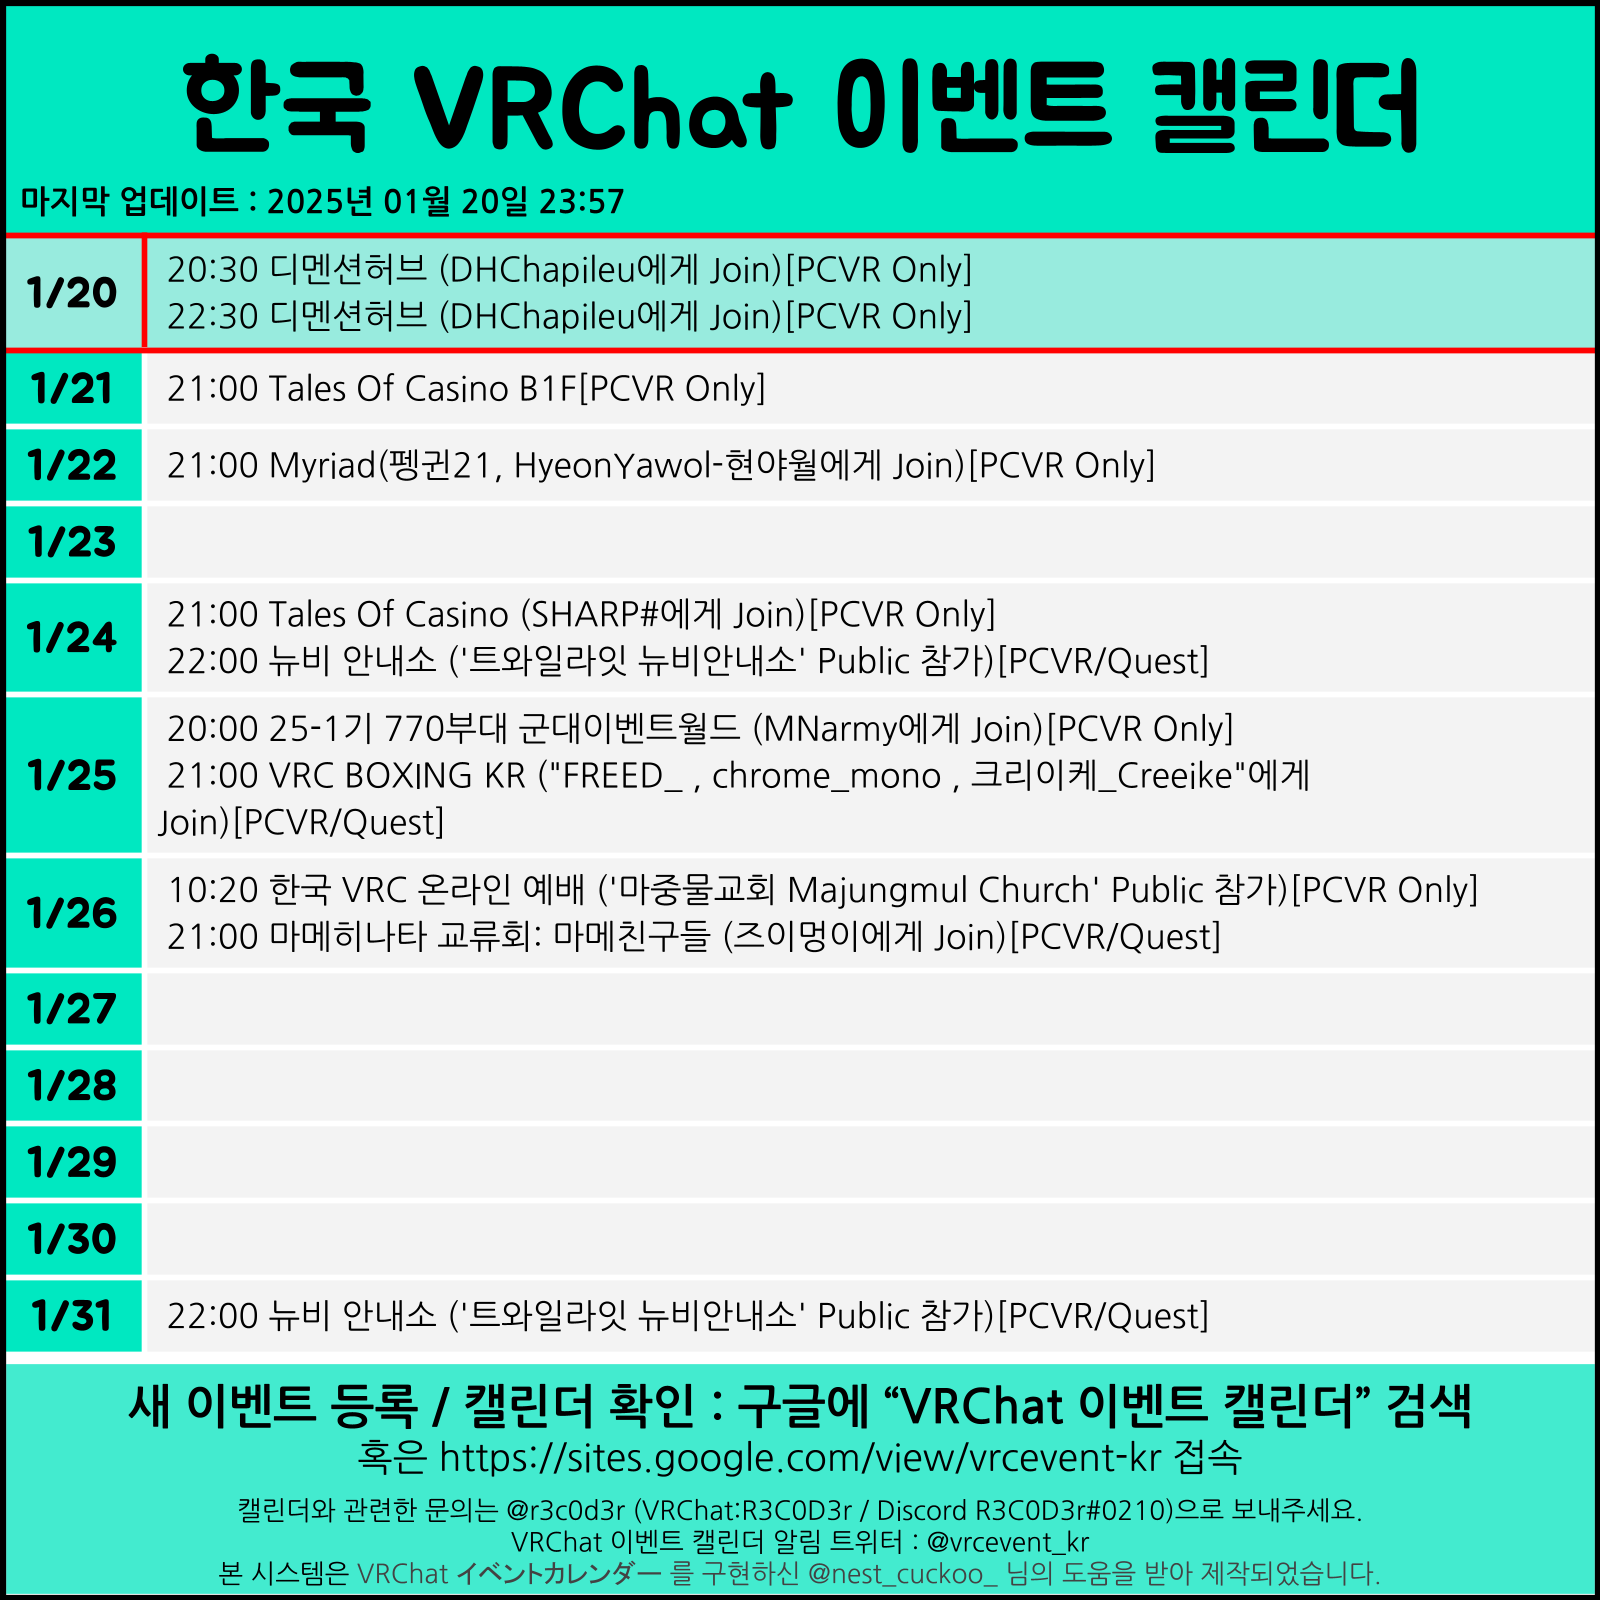 한국 VRChat 이벤트 캘린더
마지막 업데이트 : 2025년 01월 20일 23:57
1/20
20:30 디멘션허브 (DHChapileu에게 Join)[PCVR Only]
22:30 디멘션허브 (DHChapileu에게 Join)[PCVR Only]
1/21
21:00 Tales Of Casino B1F[PCVR Only]
1/22
21:00 Myriad(펭귄21, HyeonYawol-현야월에게 Join)[PCVR Only]
1/23
1/24
21:00 Tales Of Casino (SHARP#에게 Join)[PCVR Only]
22:00 뉴비 안내소 ('트와일라잇 뉴비안내소' Public 참가)[PCVR/Quest]
1/25
20:00 25-1기 770부대 군대이벤트월드 (MNarmy에게 Join)[PCVR Only]
21:00 VRC BOXING KR ("FREED_ , chrome_mono , 크리이케_Creeike"에게
Join)[PCVR/Quest]
1/26
10:20 한국 VRC 온라인 예배 ('마중물교회 Majungmul Church' Public 참가)[PCVR Only]
21:00 마메히나타 교류회: 마메친구들 (즈이멍이에게 Join)[PCVR/Quest]
1/27
1/28
1/29
1/30
1/31
22:00 뉴비 안내소 ('트와일라잇 뉴비안내소' Public 참가)[PCVR/Quest]
새 이벤트 등록 / 캘린더 확인 : 구글에 “VRChat 이벤트 캘린더” 검색
혹은 https://sites.google.com/view/vrcevent-kr 접속
캘린더와 관련한 문의는 @r3c0d3r (VRChat:R3C0D3r / Discord R3C0D3r#0210)으로 보내주세요.
VRChat 이벤트 캘린더 알림 트위터 : @vrcevent_kr
본 시스템은 VRChat イベントカレンダー 를 구현하신 @nest_cuckoo_ 님의 도움을 받아 제작되었습니다.